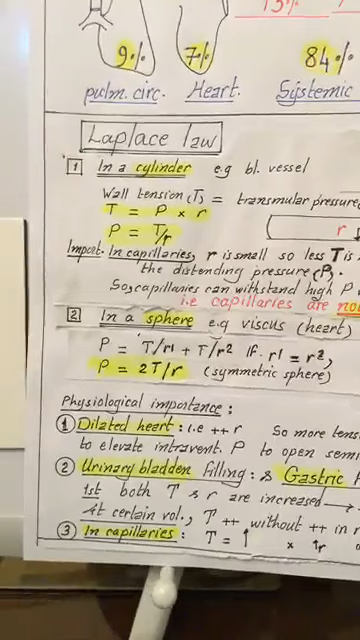 15%
9% 7% 84%
pulm. circ. Heart. Systemic
Laplace law
1 In a cylinder e.g bl. vessel
Wall tension (T) = transmular pressure
T = P x r
r
P = T/r
Import. In capillaries, r is small so less T is
the distending pressure (P).
So, capillaries can withstand high P
i.e capillaries are
2 In a sphere e.g viscus (heart)
P = T/r1 + T/r2 If r1 = r2,
P = 2T/r (symmetric sphere)
Physiological importance:
① Dilated heart: i.e ++ r So more tens
to elevate intravent. P to open semi
② Urinary bladden filling: & Gastric
1st both T & r are increased →
At certain vol., T ++ without ++ in r
③ In capillaries: T = ↑ x ↑r